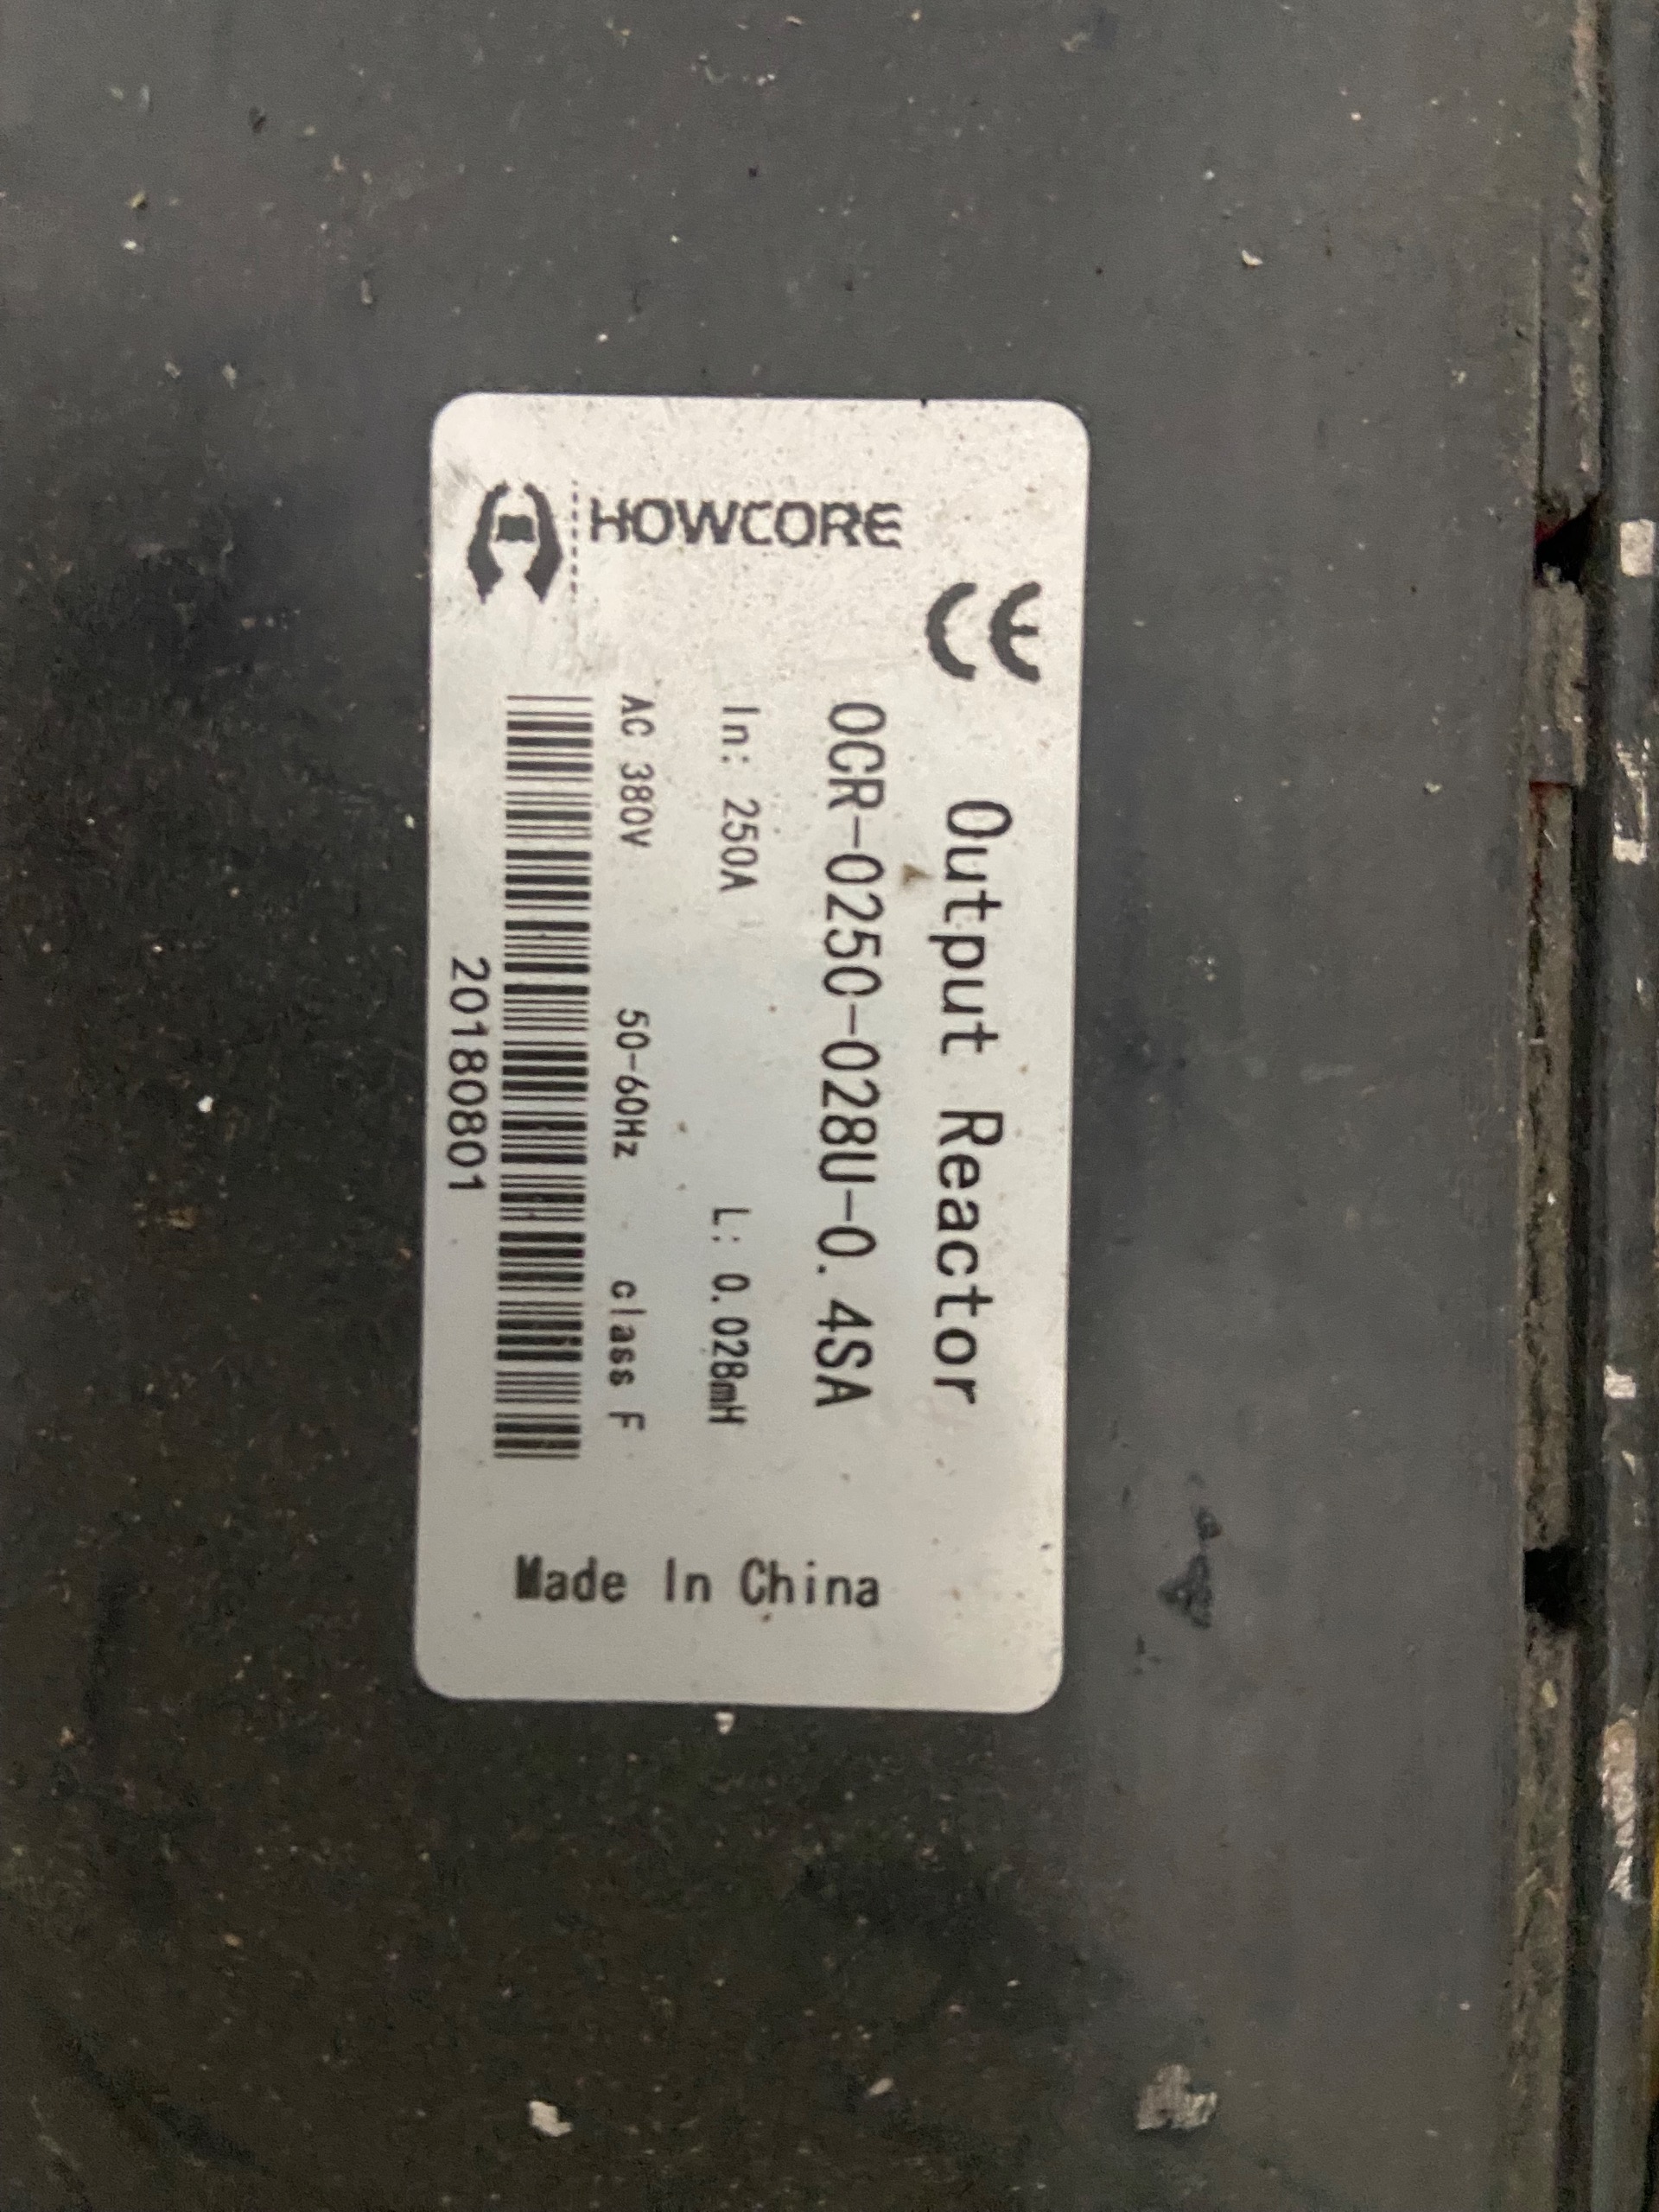 HOWCORE
CE
Output Reactor
OCR-0250-028U-0.4SA
In: 250A L: 0.028mH
AC 380V 50-60Hz class F
20180801
Made In China